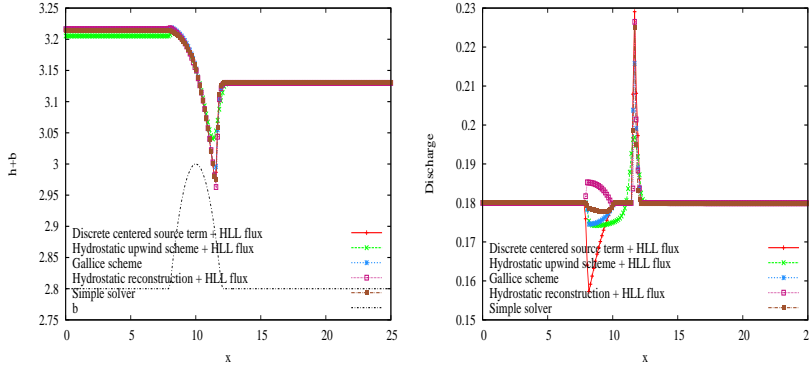 3.25
3.2
3.15
3.1
3.05
3
2.95
2.9
2.85
2.8
2.75
h+b
0 5 10 15 20 25
x
Discrete centered source term + HLL flux
Hydrostatic upwind scheme + HLL flux
Gallice scheme
Hydrostatic reconstruction + HLL flux
Simple solver
b
0.23
0.22
0.21
0.2
0.19
0.18
0.17
0.16
0.15
Discharge
0 5 10 15 20 2
x
Discrete centered source term + HLL flux
Hydrostatic upwind scheme + HLL flux
Gallice scheme
Hydrostatic reconstruction + HLL flux
Simple solver